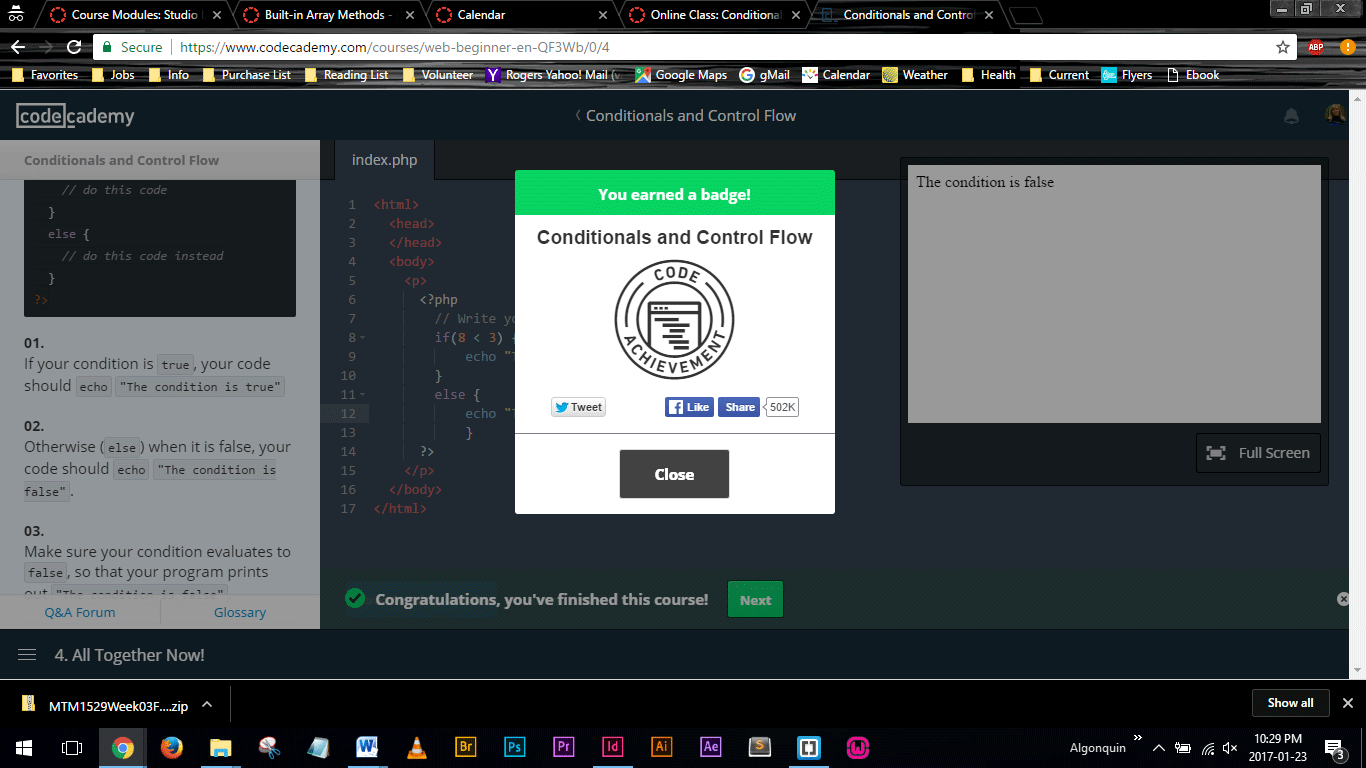 Course Modules: Studio
Built-in Array Methods -
Calendar
Online Class: Conditional
Conditionals and Contro
Secure
https://www.codecademy.com/courses/web-beginner-en-QF3Wb/0/4
ABP
Favorites
Jobs
Info
Purchase List
Reading List
Volunteer
Rogers Yahoo! Mail (v
Google Maps
gMail
Calendar
Weather
Health
Current
Flyers
Ebook
codecademy
Conditionals and Control Flow
Conditionals and Control Flow
// do this code
}
else {
// do this code instead
}
?>
01.
If your condition is true, your code
should echo "The condition is true"
02.
Otherwise (else) when it is false, your
code should echo "The condition is
false".
03.
Make sure your condition evaluates to
false, so that your program prints
out "The condition is false"
Q&A Forum
Glossary
index.php
1 <html>
2 <head>
3 </head>
4 <body>
5 <p>
6 <?php
7 // Write yo
8 if(8 < 3) {
9 echo "T
10 }
11 else {
12 echo "T
13 }
14 ?>
15 </p>
16 </body>
17 </html>
You earned a badge!
Conditionals and Control Flow
CODE
ACHIEVEMENT
Tweet
Like
Share
502K
Close
The condition is false
Full Screen
Congratulations, you've finished this course!
Next
4. All Together Now!
MTM1529Week03F....zip
Show all
W
Br
Ps
Pr
Id
Ai
Ae
S
Algonquin
10:29 PM
2017-01-23
3